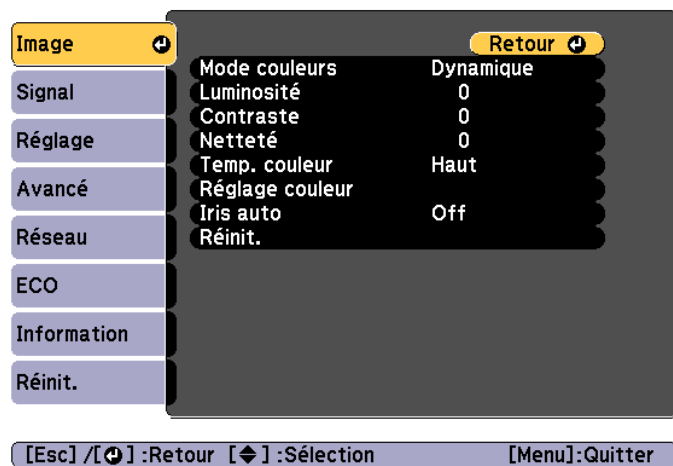 Image
Signal
Réglage
Avancé
Réseau
ECO
Information
Réinit.
Retour
Mode couleurs Dynamique
Luminosité 0
Contraste 0
Netteté 0
Temp. couleur Haut
Réglage couleur
Iris auto Off
Réinit.
[Esc] /[ ] :Retour [ ] :Sélection [Menu]:Quitter